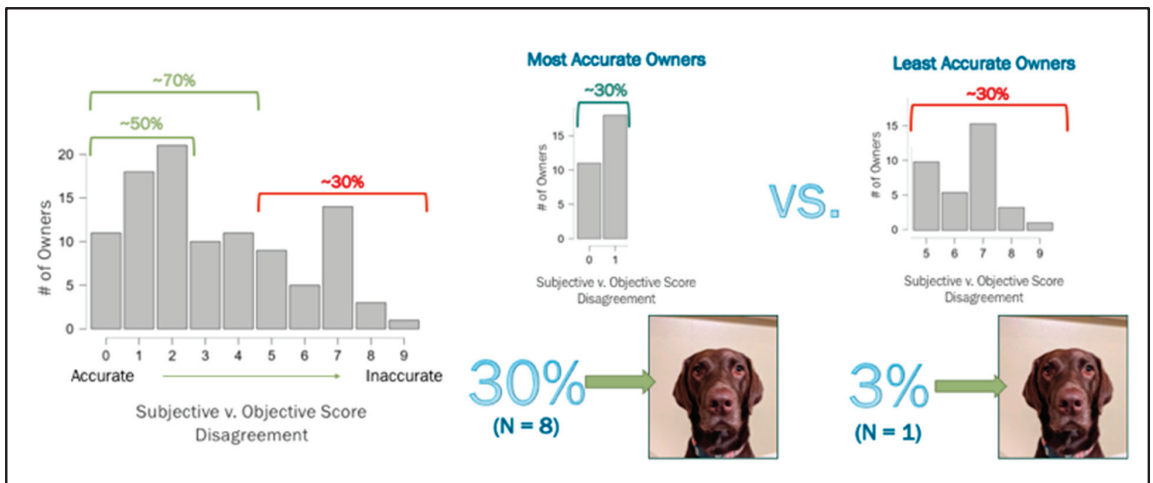 ~70%
~50%
~30%
# of Owners
20
15
10
5
0
0 1 2 3 4 5 6 7 8 9
Accurate Inaccurate
Subjective v. Objective Score
Disagreement
Most Accurate Owners
~30%
# of Owners
15
10
5
0
0 1
Subjective v. Objective Score
Disagreement
30%
(N = 8)
vs.
Least Accurate Owners
~30%
# of Owners
15
10
5
0
5 6 7 8 9
Subjective v. Objective Score
Disagreement
3%
(N = 1)